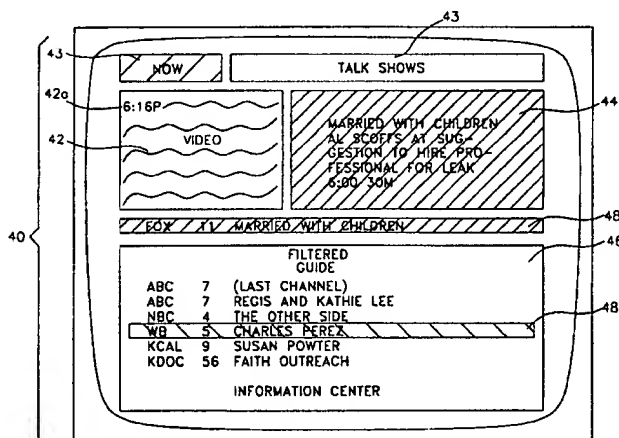 43
43
NOW
TALK SHOWS
42a
6:16P
44
42
VIDEO
MARRIED WITH CHILDREN
AL SCOFFS AT SUG-
GESTION TO HIRE PRO-
FESSIONAL FOR LEAK
6:00 30M
40
FOX 11 MARRIED WITH CHILDREN
48
46
FILTERED
GUIDE
ABC 7 (LAST CHANNEL)
ABC 7 REGIS AND KATHIE LEE
NBC 4 THE OTHER SIDE
WB 5 CHARLES PEREZ
48
KCAL 9 SUSAN POWTER
KDOC 56 FAITH OUTREACH
INFORMATION CENTER